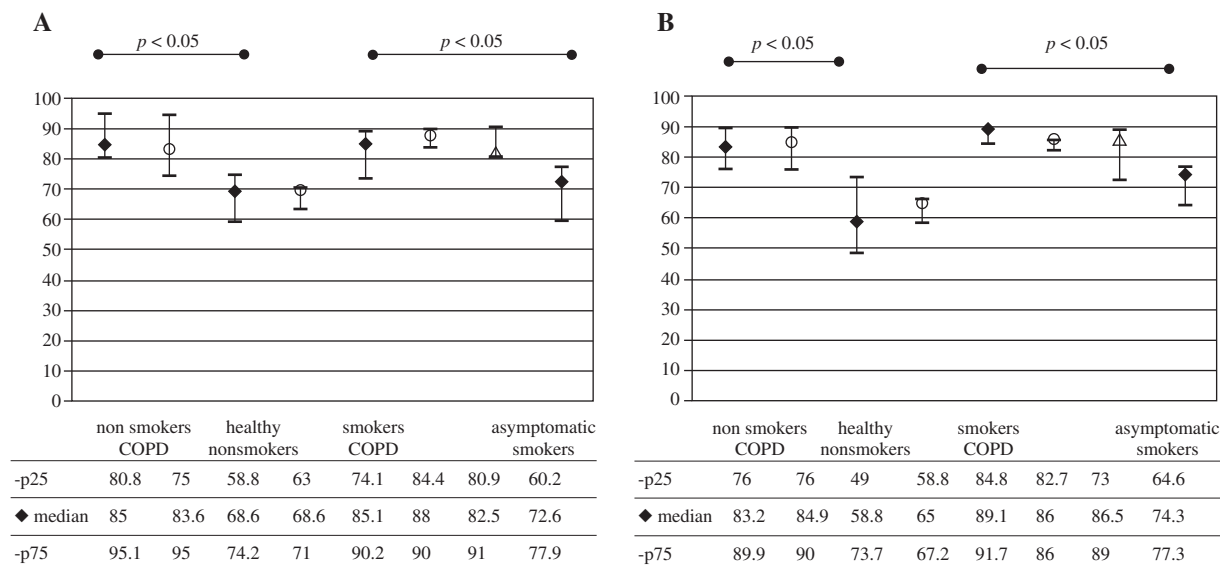 A
p < 0.05
p < 0.05
100
90
80
70
60
50
40
30
20
10
0
non smokers COPD
healthy nonsmokers
smokers COPD
asymptomatic smokers
-p25 80.8 75 58.8 63 74.1 84.4 80.9 60.2
◆ median 85 83.6 68.6 68.6 85.1 88 82.5 72.6
-p75 95.1 95 74.2 71 90.2 90 91 77.9
B
p < 0.05
p < 0.05
100
90
80
70
60
50
40
30
20
10
0
non smokers COPD
healthy nonsmokers
smokers COPD
asymptomatic smokers
-p25 76 76 49 58.8 84.8 82.7 73 64.6
◆ median 83.2 84.9 58.8 65 89.1 86 86.5 74.3
-p75 89.9 90 73.7 67.2 91.7 86 89 77.3